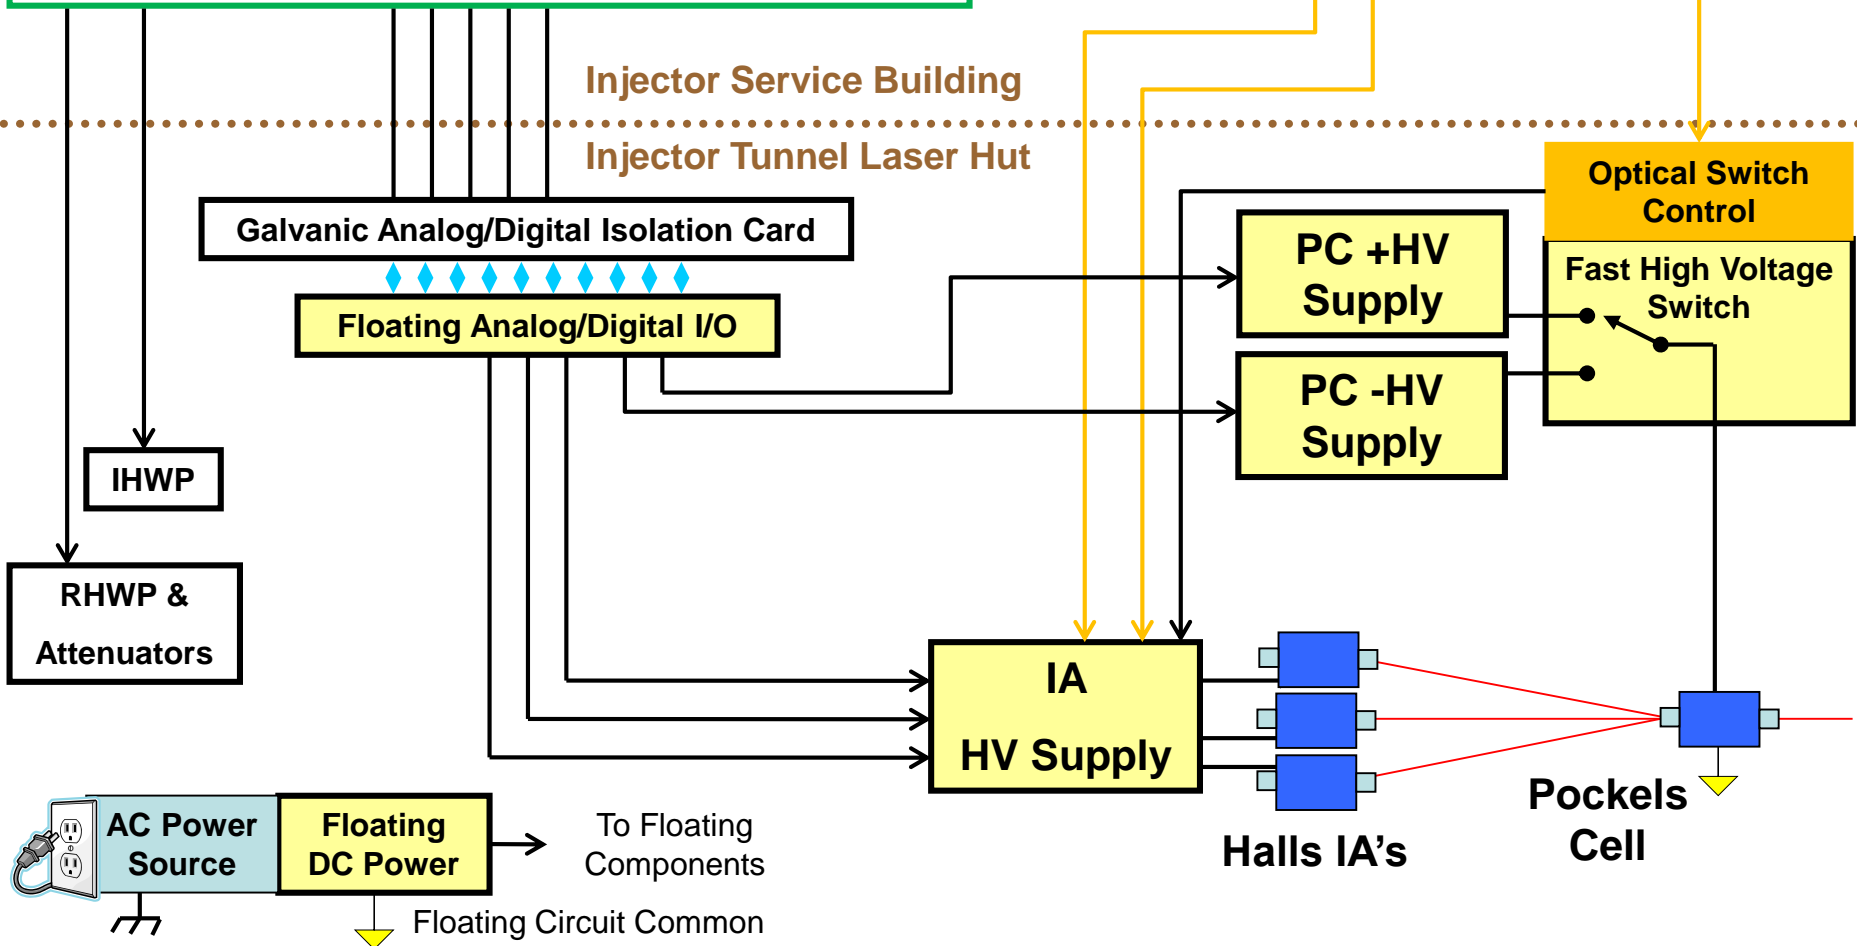 Injector Service Building
Injector Tunnel Laser Hut
Optical Switch
Control
Galvanic Analog/Digital Isolation Card
PC +HV
Supply
Fast High Voltage
Switch
Floating Analog/Digital I/O
PC -HV
Supply
IHWP
RHWP &
Attenuators
IA
HV Supply
Pockels
Cell
Halls IA's
AC Power
Source
Floating
DC Power
To Floating
Components
Floating Circuit Common